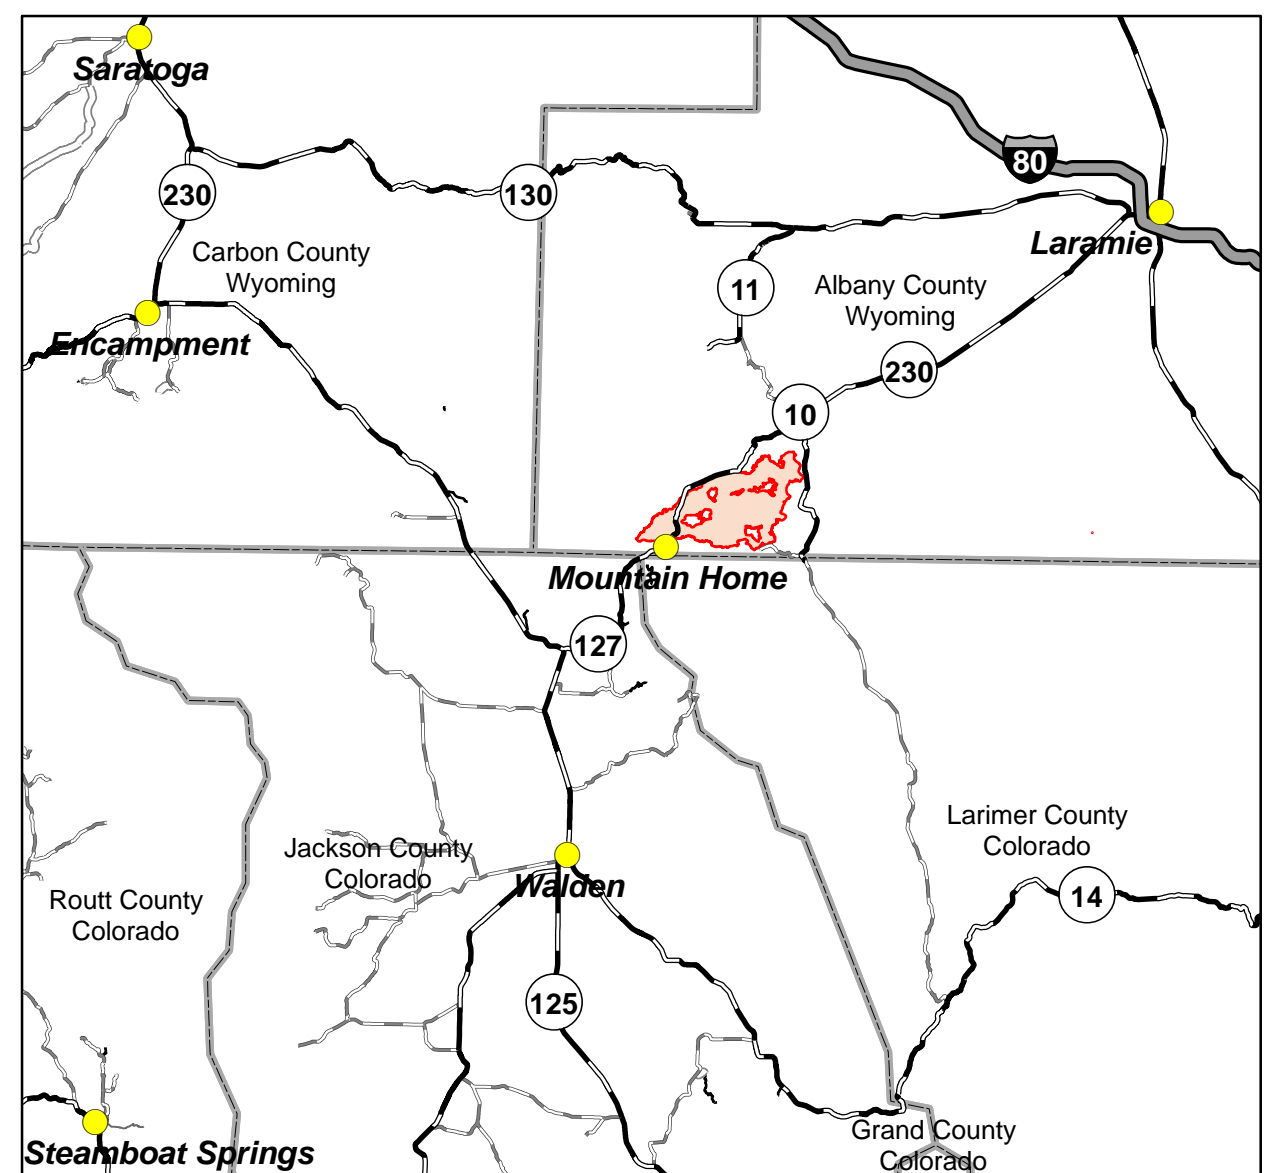 Saratoga
80
230
130
Laramie
Carbon County
Wyoming
11
Albany County
Wyoming
Encampment
230
10
Mountain Home
127
Larimer County
Colorado
Jackson County
Colorado
Walden
14
Routt County
Colorado
125
Grand County
Colorado
Steamboat Springs